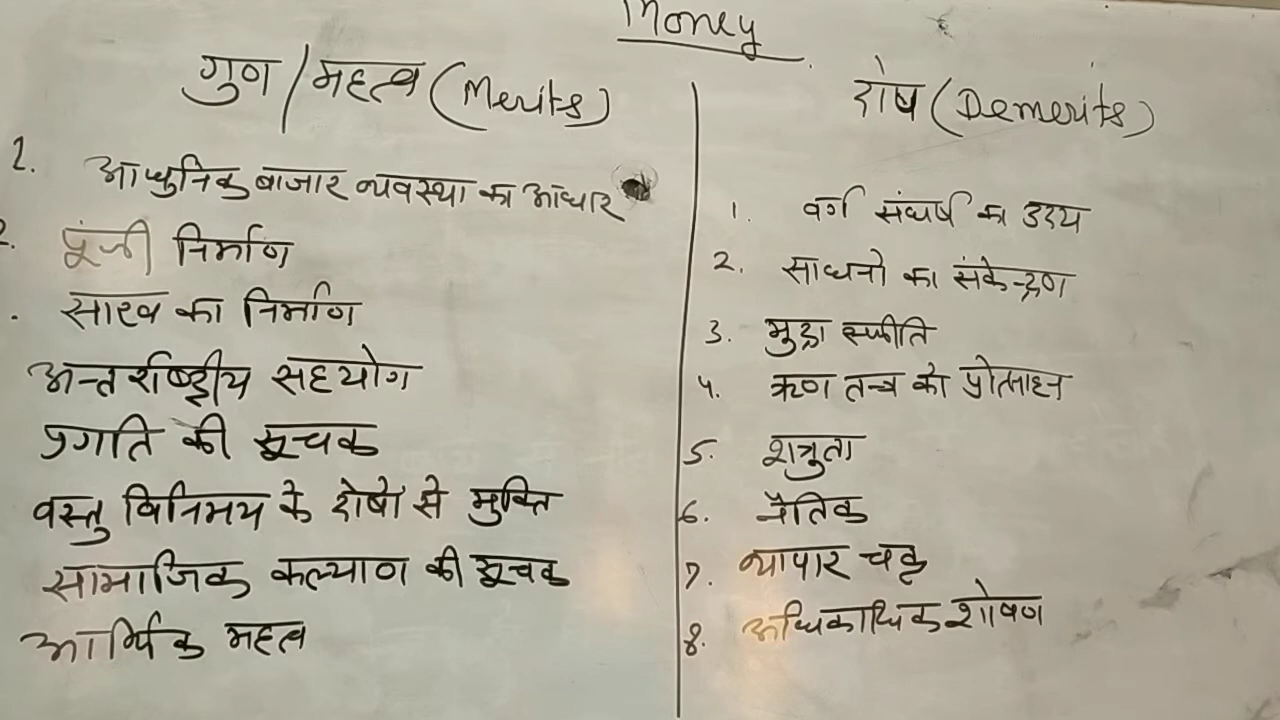 Money
गुण / महत्व (Merits)
1. आधुनिक बाजार व्यवस्था का आधार
2. पूंजी निर्माण
. साख का निर्माण
अन्तर्राष्ट्रीय सहयोग
प्रगति की सूचक
वस्तु विनिमय के दोषों से मुक्ति
सामाजिक कल्याण की सूचक
आर्थिक महत्व
दोष (Demerits)
1. वर्ग संघर्ष का उदय
2. साधनो का संकेन्द्रण
3. मुद्रा स्फीति
4. ऋण तन्त्र को प्रोत्साहन
5. शत्रुता
6. नैतिक
7. व्यापार चक्र
8. अधिकाधिक शोषण